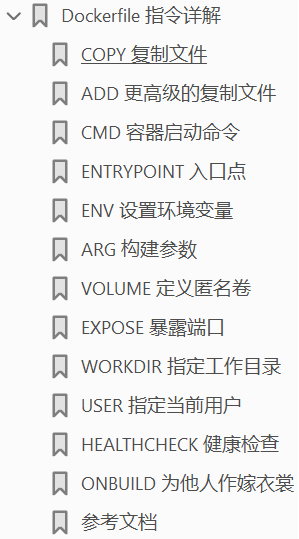 Dockerfile 指令详解
COPY 复制文件
ADD 更高级的复制文件
CMD 容器启动命令
ENTRYPOINT 入口点
ENV 设置环境变量
ARG 构建参数
VOLUME 定义匿名卷
EXPOSE 暴露端口
WORKDIR 指定工作目录
USER 指定当前用户
HEALTHCHECK 健康检查
ONBUILD 为他人作嫁衣裳
参考文档